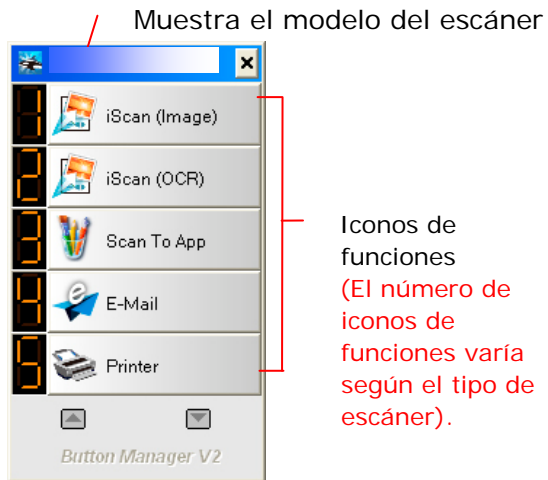 Muestra el modelo del escáner
1 iScan (Image)
2 iScan (OCR)
3 Scan To App
4 E-Mail
5 Printer
Button Manager V2
Iconos de
funciones
(El número de
iconos de
funciones varía
según el tipo de
escáner).